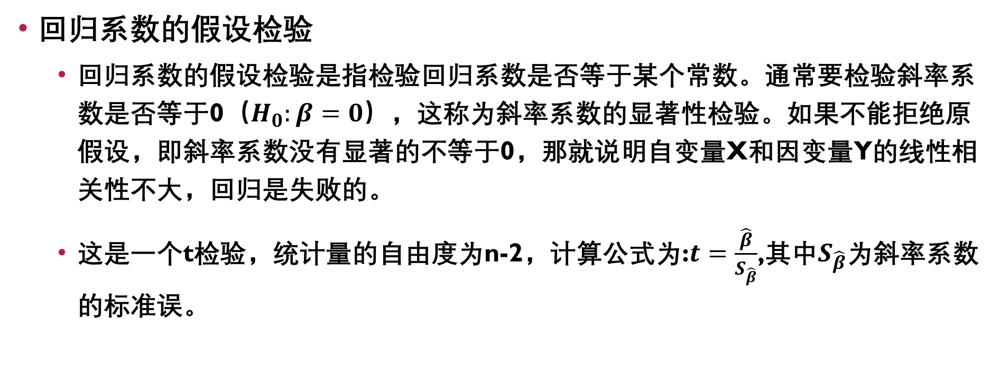 • 回归系数的假设检验
• 回归系数的假设检验是指检验回归系数是否等于某个常数。通常要检验斜率系
数是否等于0（H₀: β = 0），这称为斜率系数的显著性检验。如果不能拒绝原
假设，即斜率系数没有显著的不等于0，那就说明自变量X和因变量Y的线性相
关性不大，回归是失败的。
• 这是一个t检验，统计量的自由度为n-2，计算公式为:$t = \frac{\hat{\beta}}{s_{\hat{\beta}}}$,其中$S_{\hat{\beta}}$为斜率系数
的标准误。